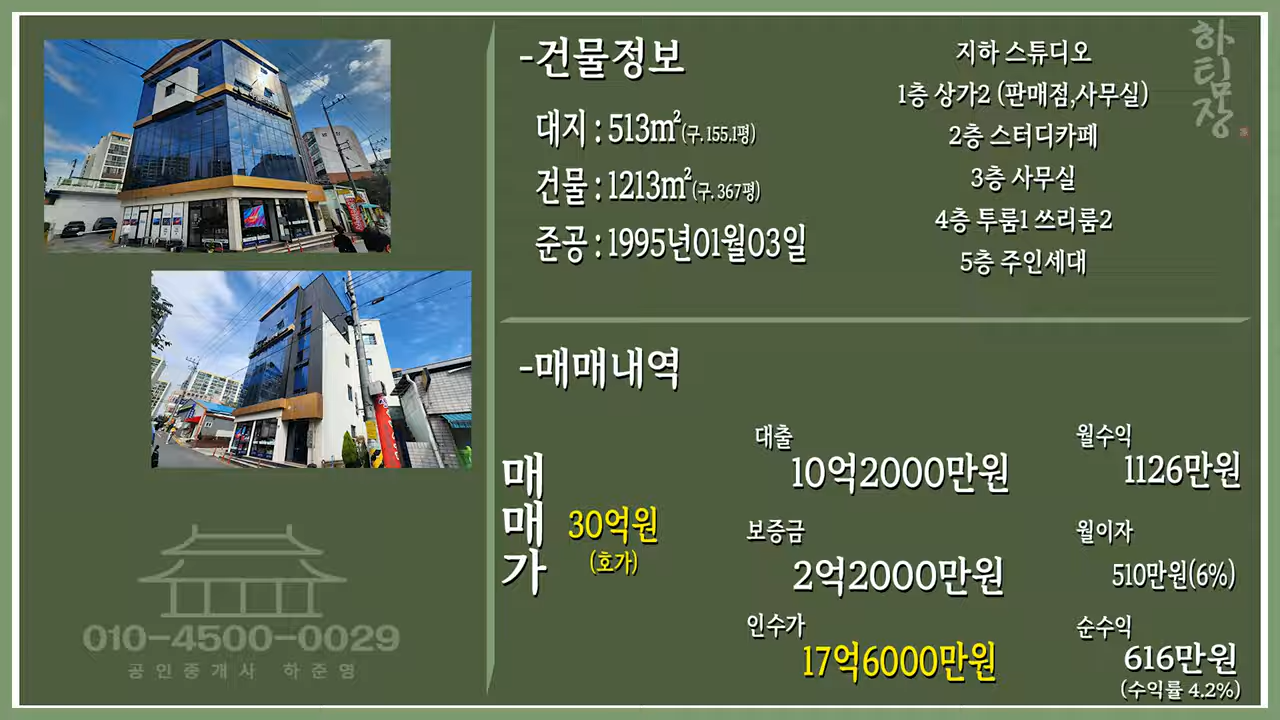 -건물정보
대지 : 513m²(구. 155.1평)
건물 : 1213m²(구. 367평)
준공 : 1995년01월03일
지하 스튜디오
1층 상가2 (판매점,사무실)
2층 스터디카페
3층 사무실
4층 투룸1 쓰리룸2
5층 주인세대
하팀장
-매매내역
매매가
30억원
(호가)
대출
10억2000만원
보증금
2억2000만원
인수가
17억6000만원
월수익
1126만원
월이자
510만원(6%)
순수익
616만원
(수익률 4.2%)
010-4500-0029
공인중개사 하준영